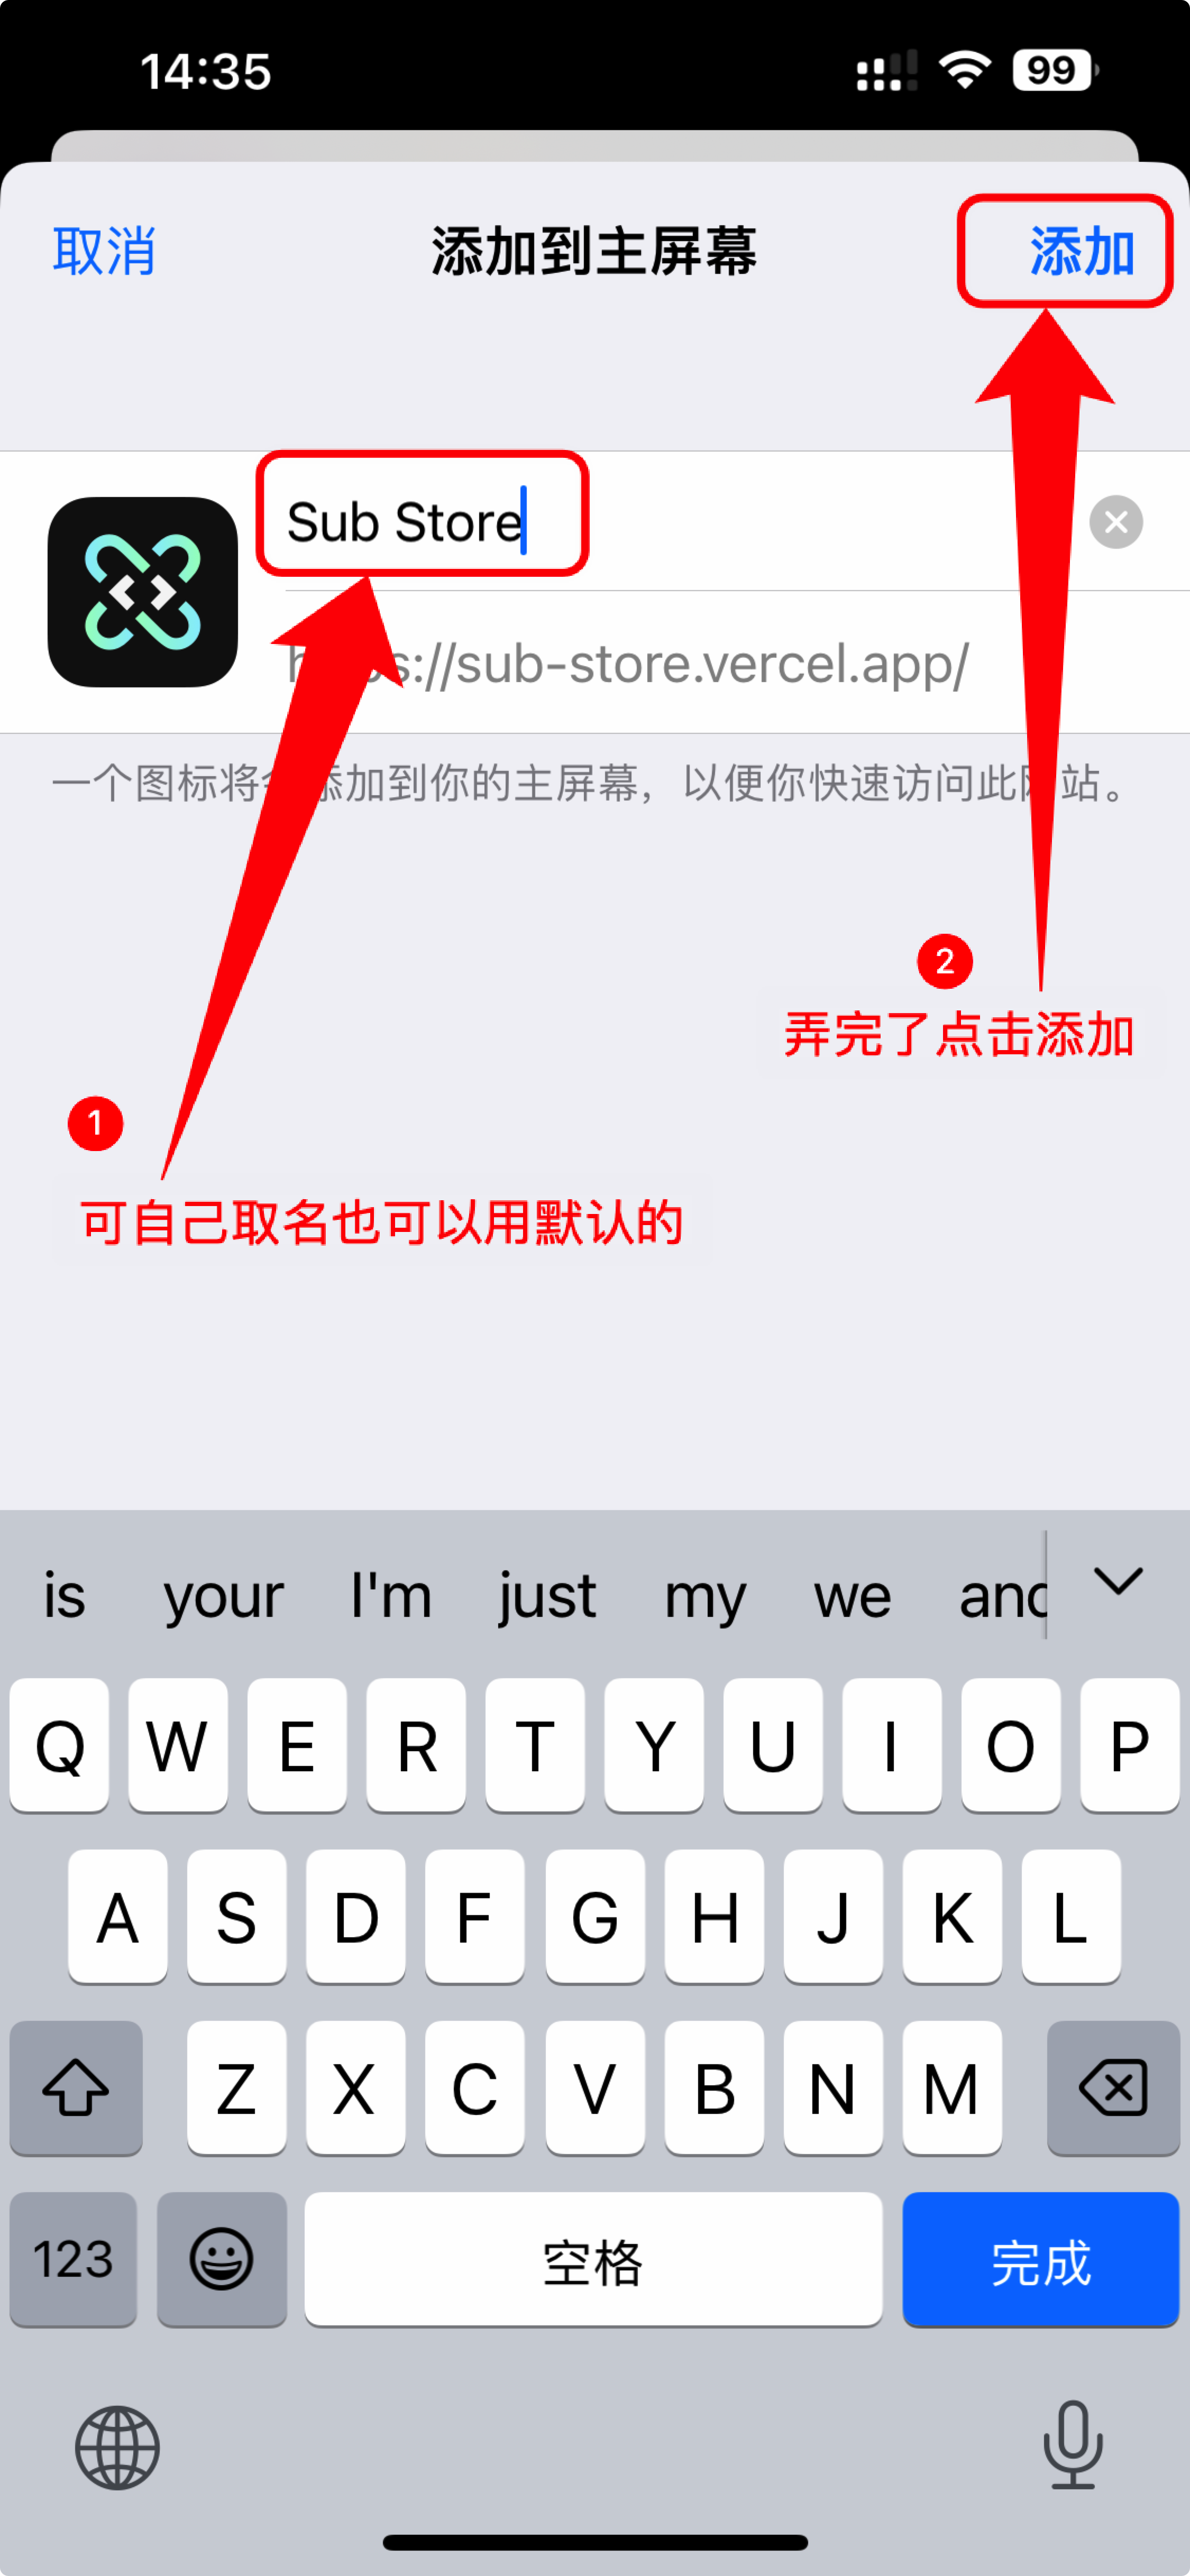 14:35
99
取消
添加到主屏幕
添加
Sub Store
s://sub-store.vercel.app/
一个图标将 添加到你的主屏幕，以便你快速访问此 站。
2
弄完了点击添加
1
可自己取名也可以用默认的
is your I'm just my we and
Q W E R T Y U I O P
A S D F G H J K L
Z X C V B N M
123
空格
完成